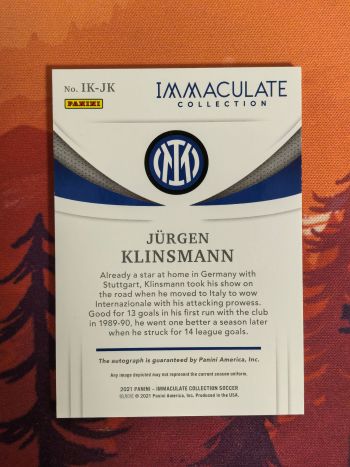 No. IK-JK
PANINI
IMMACULATE
COLLECTION
JÜRGEN
KLINSMANN
Already a star at home in Germany with
Stuttgart, Klinsmann took his show on
the road when he moved to Italy to wow
Internazionale with his attacking prowess.
Good for 13 goals in his first run with the club
in 1989-90, he went one better a season later
when he struck for 14 league goals.
The autograph is guaranteed by Panini America, Inc.
Any image depicted may not represent the current season uniform.
2021 PANINI – IMMACULATE COLLECTION SOCCER
© 2021 Panini America, Inc. Produced in the USA.